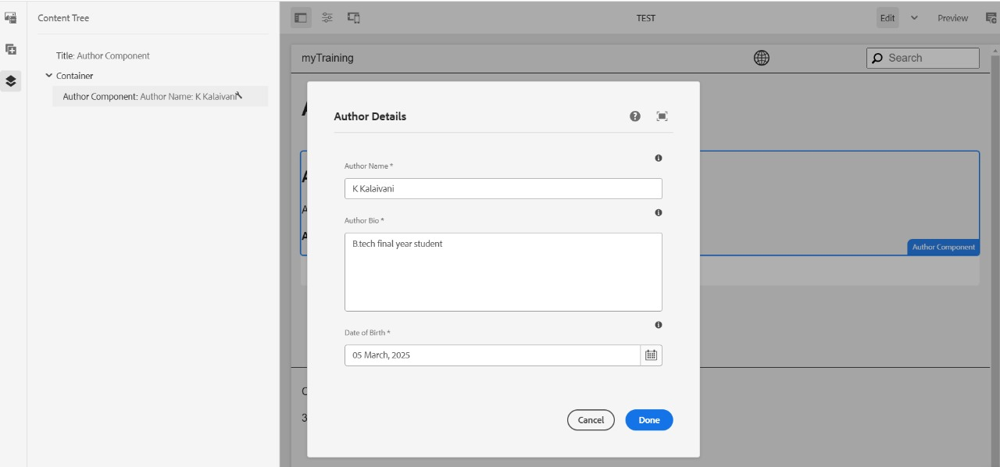 Content Tree
TEST
Edit
Preview
Title: Author Component
Container
Author Component: Author Name: K Kalaivani
myTraining
Search
Author Details
Author Name *
K Kalaivani
Author Bio *
B.tech final year student
Author Component
Date of Birth *
05 March, 2025
Cancel
Done